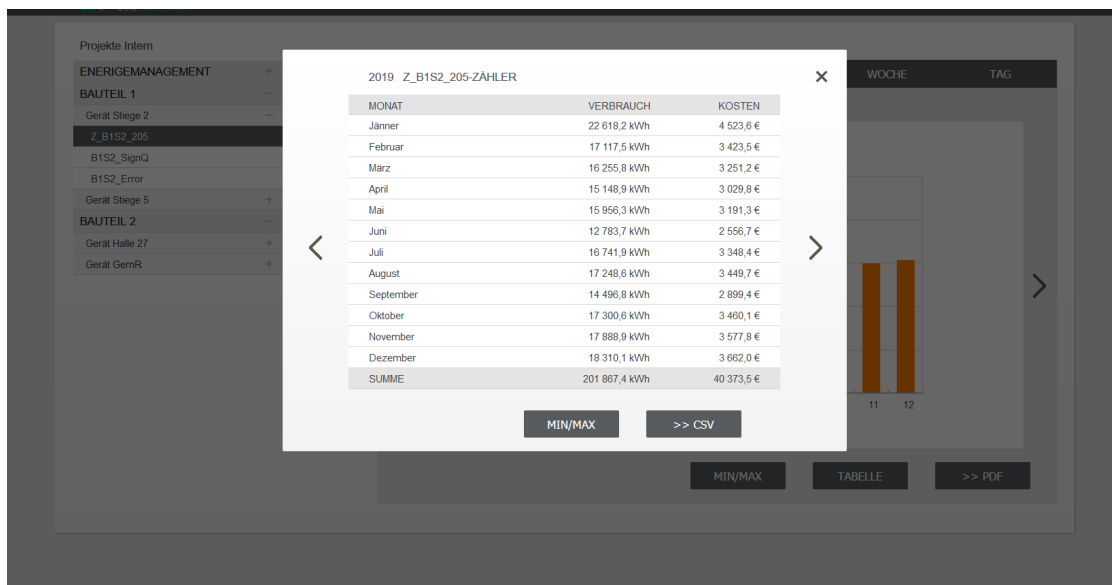 Projekte Intern
ENERIGEMANAGEMENT +
BAUTEIL 1 −
Gerät Stiege 2 −
Z_B1S2_205
B1S2_SignQ
B1S2_Error
Gerät Stiege 5 +
BAUTEIL 2 −
Gerät Halle 27 +
Gerät GemR +
WOCHE TAG
2019 Z_B1S2_205-ZÄHLER ×
MONAT VERBRAUCH KOSTEN
Jänner 22 618,2 kWh 4 523,6 €
Februar 17 117,5 kWh 3 423,5 €
März 16 255,8 kWh 3 251,2 €
April 15 148,9 kWh 3 029,8 €
Mai 15 956,3 kWh 3 191,3 €
Juni 12 783,7 kWh 2 556,7 €
Juli 16 741,9 kWh 3 348,4 €
August 17 248,6 kWh 3 449,7 €
September 14 496,8 kWh 2 899,4 €
Oktober 17 300,6 kWh 3 460,1 €
November 17 888,9 kWh 3 577,8 €
Dezember 18 310,1 kWh 3 662,0 €
SUMME 201 867,4 kWh 40 373,5 €
MIN/MAX >> CSV
11 12
MIN/MAX TABELLE >> PDF